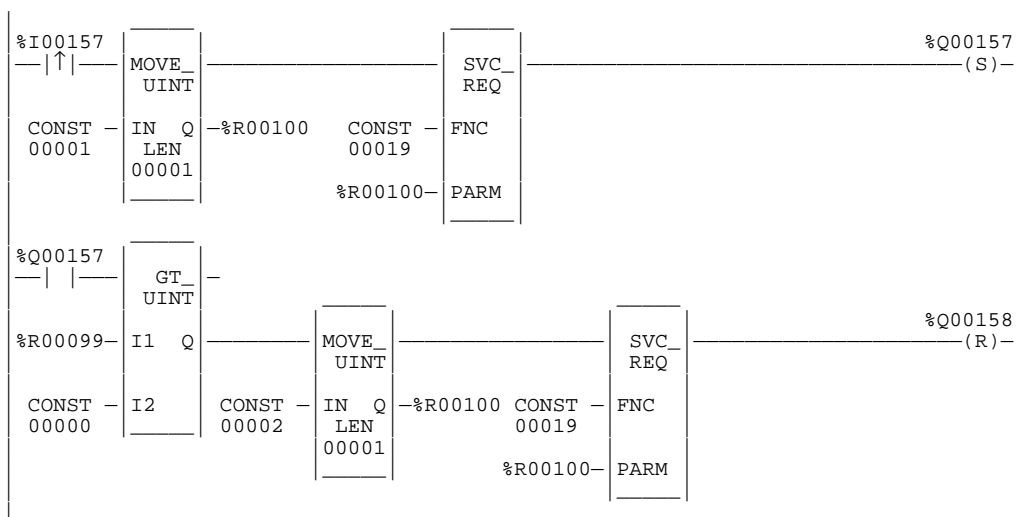 %I00157 %Q00157
↑ MOVE_ SVC_ (S)
UINT REQ
CONST IN Q %R00100 CONST FNC
00001 LEN 00019
00001
%R00100 PARM
%Q00157
GT_
UINT
%Q00158
%R00099 I1 Q MOVE_ SVC_ (R)
UINT REQ
CONST I2 CONST IN Q %R00100 CONST FNC
00000 00002 LEN 00019
00001
%R00100 PARM